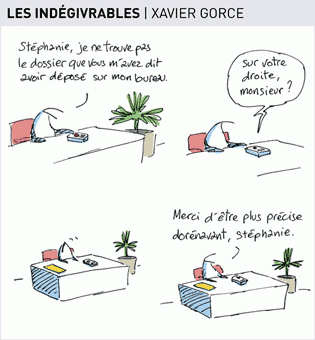 LES INDÉGIVRABLES | XAVIER GORCE
Stéphanie, je ne trouve pas
le dossier que vous m'avez dit
avoir déposé sur mon bureau.
sur votre
droite,
monsieur ?
Merci d'être plus précise
dorénavant, stéphanie.